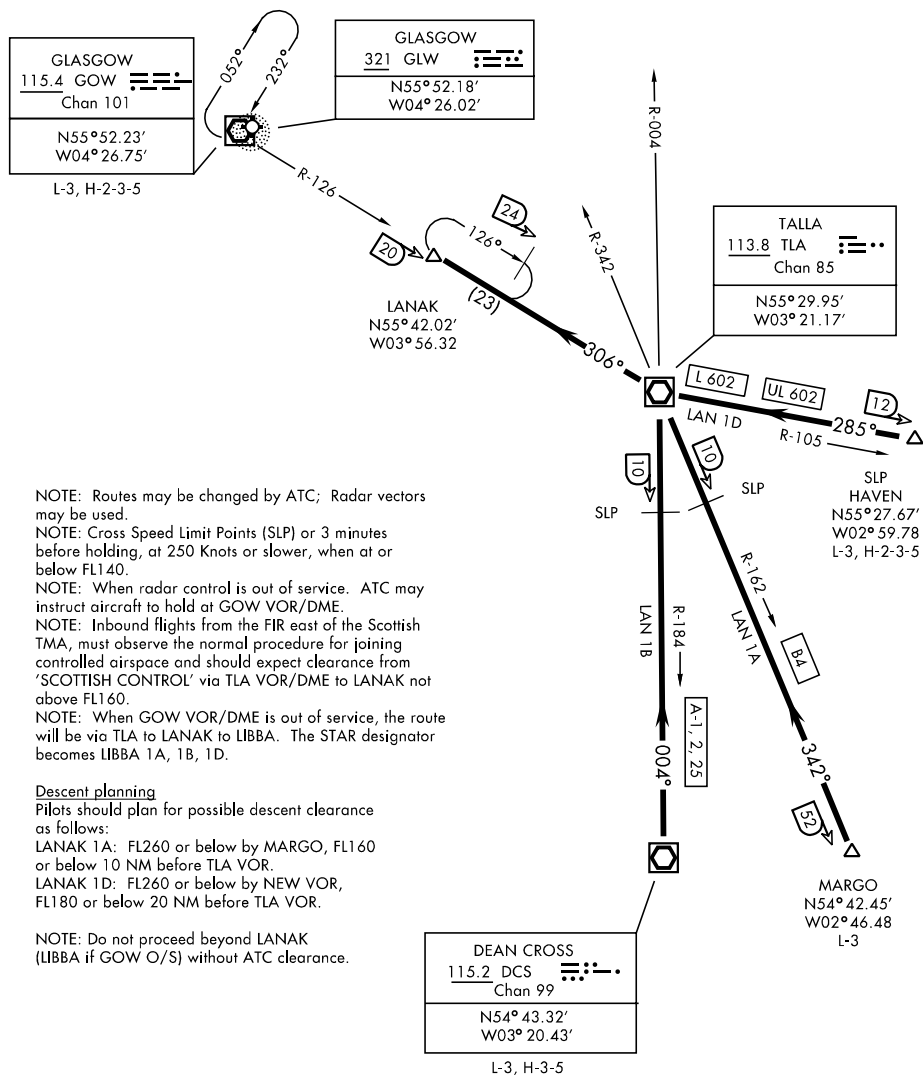 GLASGOW
115.4 GOW
Chan 101
N55°52.23'
W04°26.75'
L-3, H-2-3-5
052°
232°
GLASGOW
321 GLW
N55°52.18'
W04°26.02'
R-126
R-004
R-342
24
126°
20
LANAK
N55°42.02'
W03°56.32
(23)
306°
TALLA
113.8 TLA
Chan 85
N55°29.95'
W03°21.17'
L 602
UL 602
12
LAN 1D
285°
R-105
SLP
HAVEN
N55°27.67'
W02°59.78
L-3, H-2-3-5
10
10
SLP
SLP
R-162
LAN 1A
B4
LAN 1B
R-184
A-1, 2, 25
004°
342°
52
MARGO
N54°42.45'
W02°46.48
L-3
NOTE: Routes may be changed by ATC; Radar vectors
may be used.
NOTE: Cross Speed Limit Points (SLP) or 3 minutes
before holding, at 250 Knots or slower, when at or
below FL140.
NOTE: When radar control is out of service. ATC may
instruct aircraft to hold at GOW VOR/DME.
NOTE: Inbound flights from the FIR east of the Scottish
TMA, must observe the normal procedure for joining
controlled airspace and should expect clearance from
'SCOTTISH CONTROL' via TLA VOR/DME to LANAK not
above FL160.
NOTE: When GOW VOR/DME is out of service, the route
will be via TLA to LANAK to LIBBA. The STAR designator
becomes LIBBA 1A, 1B, 1D.
Descent planning
Pilots should plan for possible descent clearance
as follows:
LANAK 1A: FL260 or below by MARGO, FL160
or below 10 NM before TLA VOR.
LANAK 1D: FL260 or below by NEW VOR,
FL180 or below 20 NM before TLA VOR.
NOTE: Do not proceed beyond LANAK
(LIBBA if GOW O/S) without ATC clearance.
DEAN CROSS
115.2 DCS
Chan 99
N54°43.32'
W03°20.43'
L-3, H-3-5